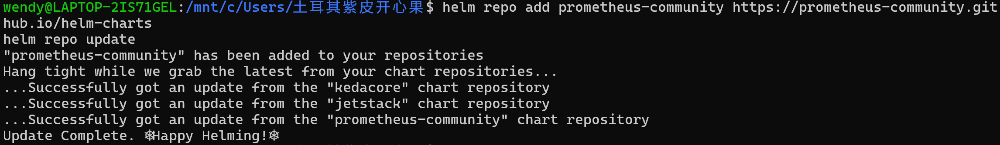 wendy@LAPTOP-2IS71GEL:/mnt/c/Users/土耳其紫皮开心果$ helm repo add prometheus-community https://prometheus-community.git
hub.io/helm-charts
helm repo update
"prometheus-community" has been added to your repositories
Hang tight while we grab the latest from your chart repositories...
...Successfully got an update from the "kedacore" chart repository
...Successfully got an update from the "jetstack" chart repository
...Successfully got an update from the "prometheus-community" chart repository
Update Complete. ⎈Happy Helming!⎈